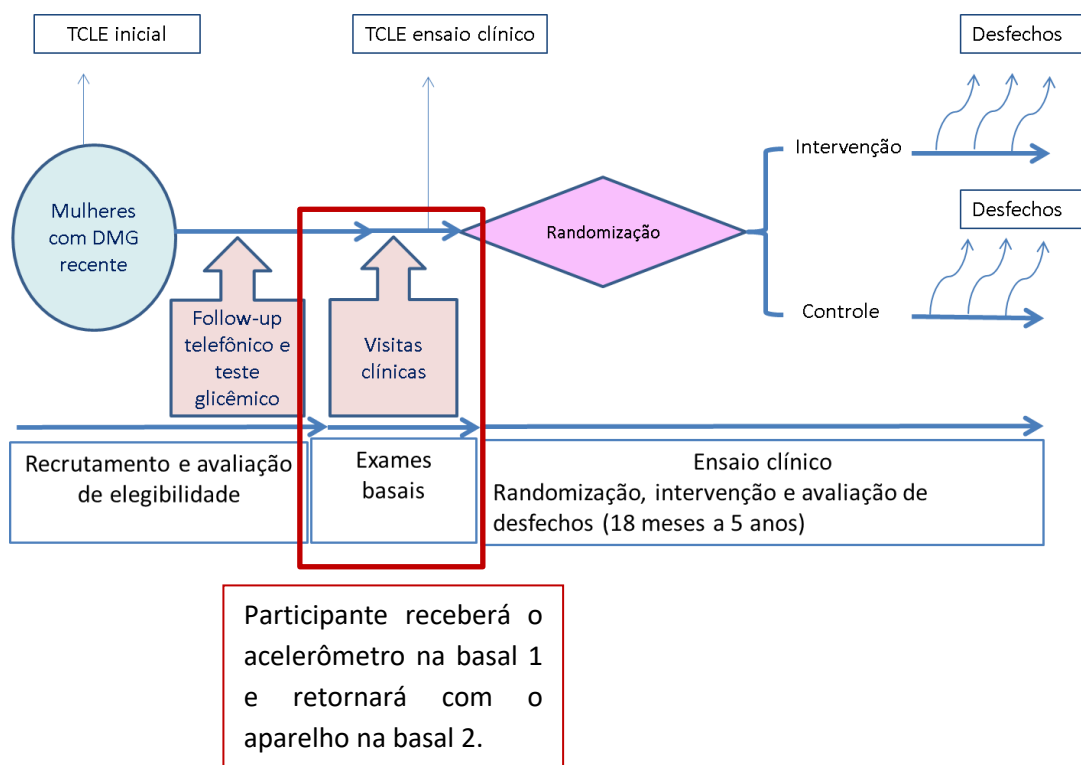 TCLE inicial
TCLE ensaio clínico
Desfechos
Mulheres
com DMG
recente
Randomização
Intervenção
Desfechos
Controle
Follow-up
telefônico e
teste
glicêmico
Visitas
clínicas
Recrutamento e avaliação
de elegibilidade
Exames
basais
Ensaio clínico
Randomização, intervenção e avaliação de
desfechos (18 meses a 5 anos)
Participante receberá o
acelerômetro na basal 1
e retornará com o
aparelho na basal 2.